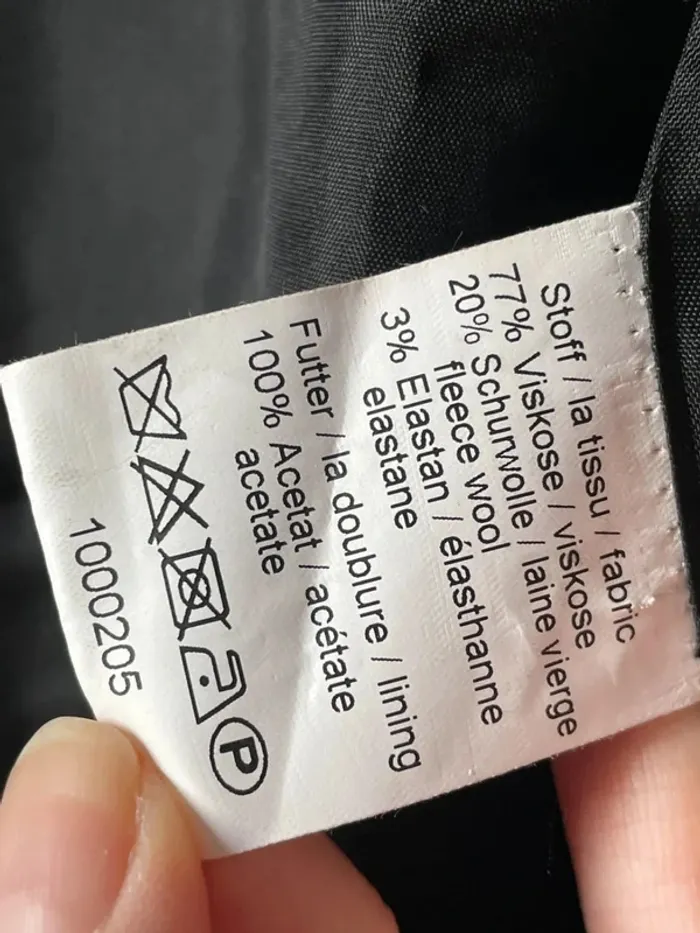 Stoff / la tissu / fabric
77% Viskose / viskose
20% Schurwolle / laine vierge
fleece wool
3% Elastan / élasthanne
elastane
Futter / la doublure / lining
100% Acetat / acétate
acetate
P
1000205